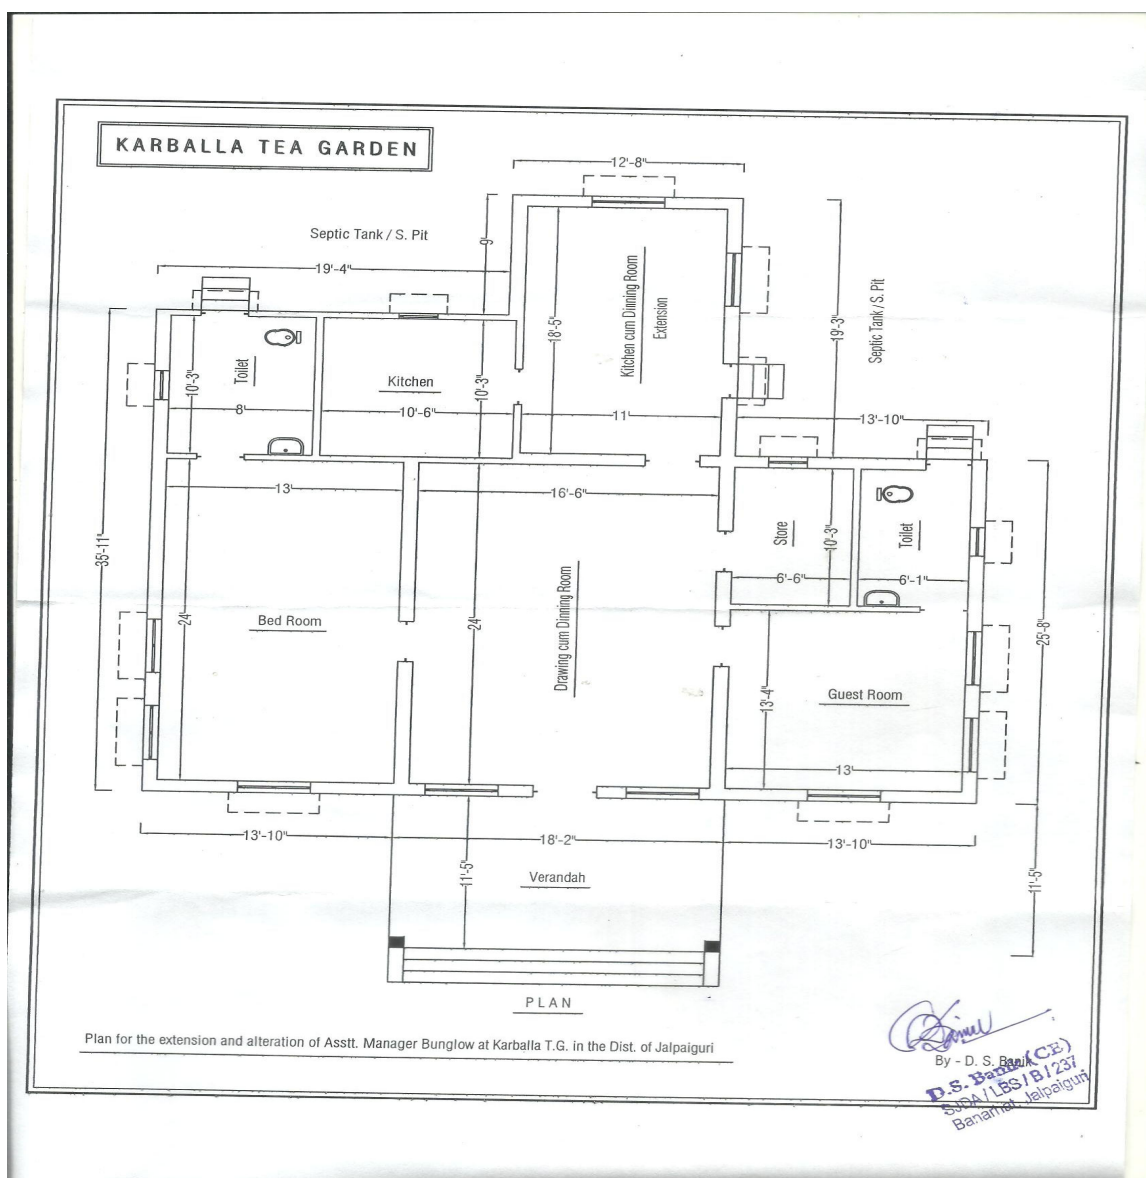 KARBALLA TEA GARDEN
12'-8"
Septic Tank / S. Pit
9'
19'-4"
Kitchen cum Dinning Room
Extension
18'-5"
19'-3"
Septic Tank / S. Pit
Toilet
10'-3"
8'
Kitchen
10'-6"
10'-3"
11'
13'-10"
13'
16'-6"
Store
10'-3"
6'-6"
Toilet
6'-1"
35'-11"
24'
Bed Room
24'
Drawing cum Dinning Room
25'-8"
Guest Room
13'-4"
13'
13'-10"
18'-2"
13'-10"
11'-5"
Verandah
11'-5"
PLAN
Plan for the extension and alteration of Asstt. Manager Bunglow at Karballa T.G. in the Dist. of Jalpaiguri
By - D. S. Banik
D.S. Banik (CE)
SJDA / LBS / B / 237
Banarhat, Jalpaiguri